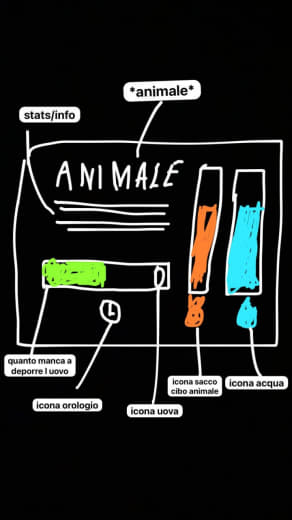 *animale*
stats/info
ANIMALE
quanto manca a
deporre l uovo
icona orologio
icona uova
icona sacco
cibo animale
icona acqua